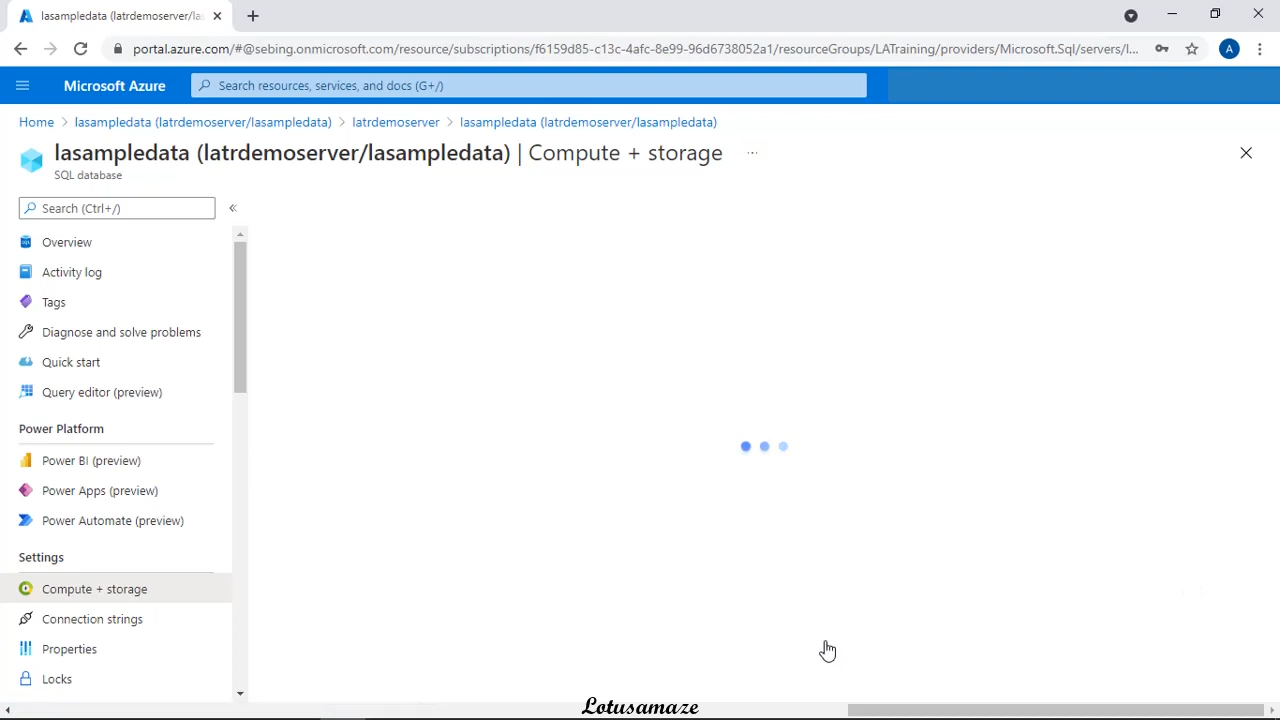 lasampledata (latrdemoserver/las
portal.azure.com/#@sebing.onmicrosoft.com/resource/subscriptions/f6159d85-c13c-4afc-8e99-96d6738052a1/resourceGroups/LATraining/providers/Microsoft.Sql/servers/l...
A
Microsoft Azure
Search resources, services, and docs (G+/)
Home > lasampledata (latrdemoserver/lasampledata) > latrdemoserver > lasampledata (latrdemoserver/lasampledata)
lasampledata (latrdemoserver/lasampledata) | Compute + storage ...
SQL database
Search (Ctrl+/)
Overview
Activity log
Tags
Diagnose and solve problems
Quick start
Query editor (preview)
Power Platform
Power BI (preview)
Power Apps (preview)
Power Automate (preview)
Settings
Compute + storage
Connection strings
Properties
Locks
Lotusamaze